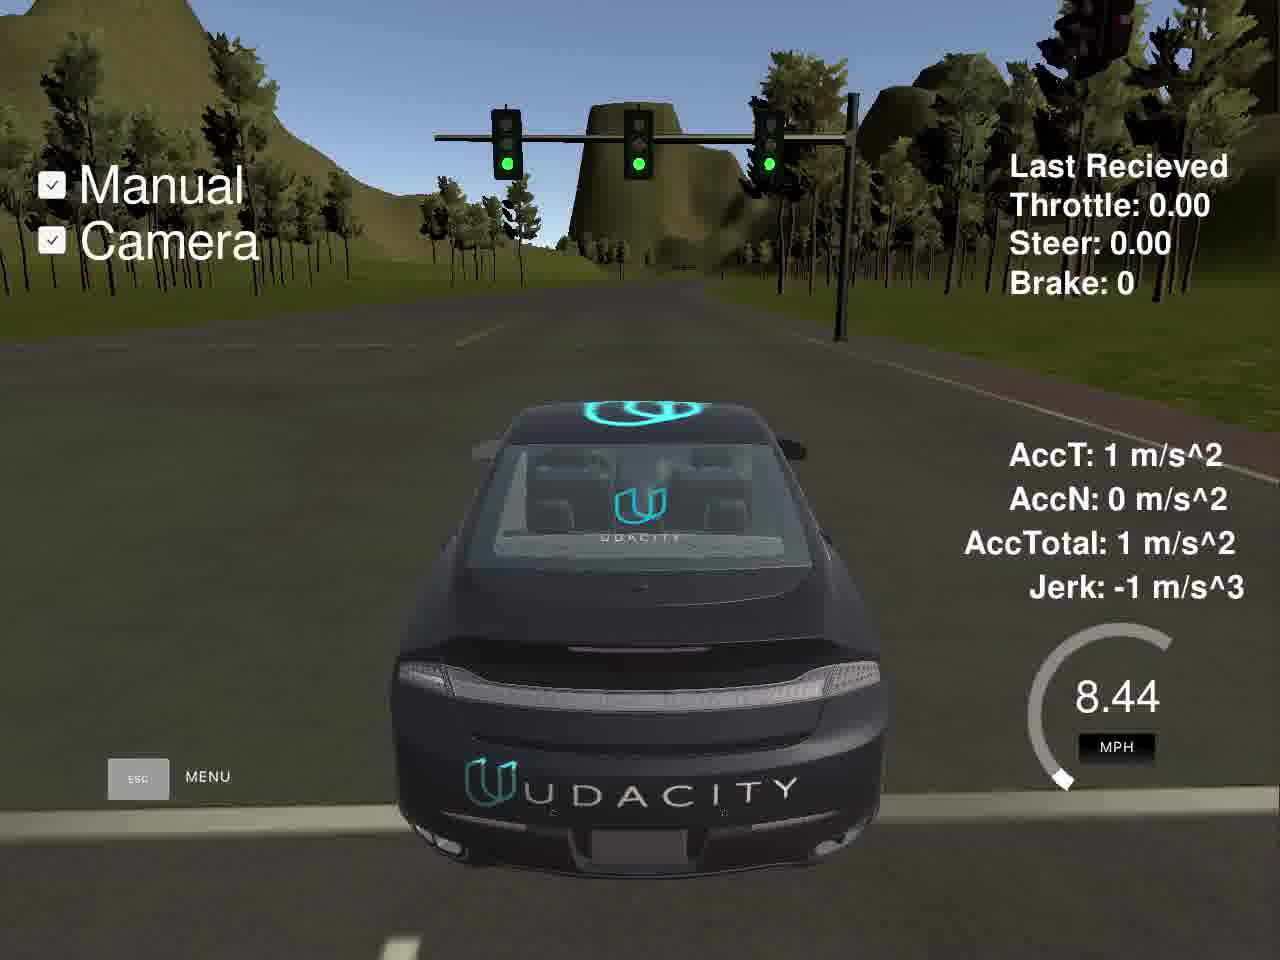 Manual
Camera
Last Recieved
Throttle: 0.00
Steer: 0.00
Brake: 0
AccT: 1 m/s^2
AccN: 0 m/s^2
AccTotal: 1 m/s^2
Jerk: -1 m/s^3
UDACITY
8.44
MPH
ESC MENU
UDACITY